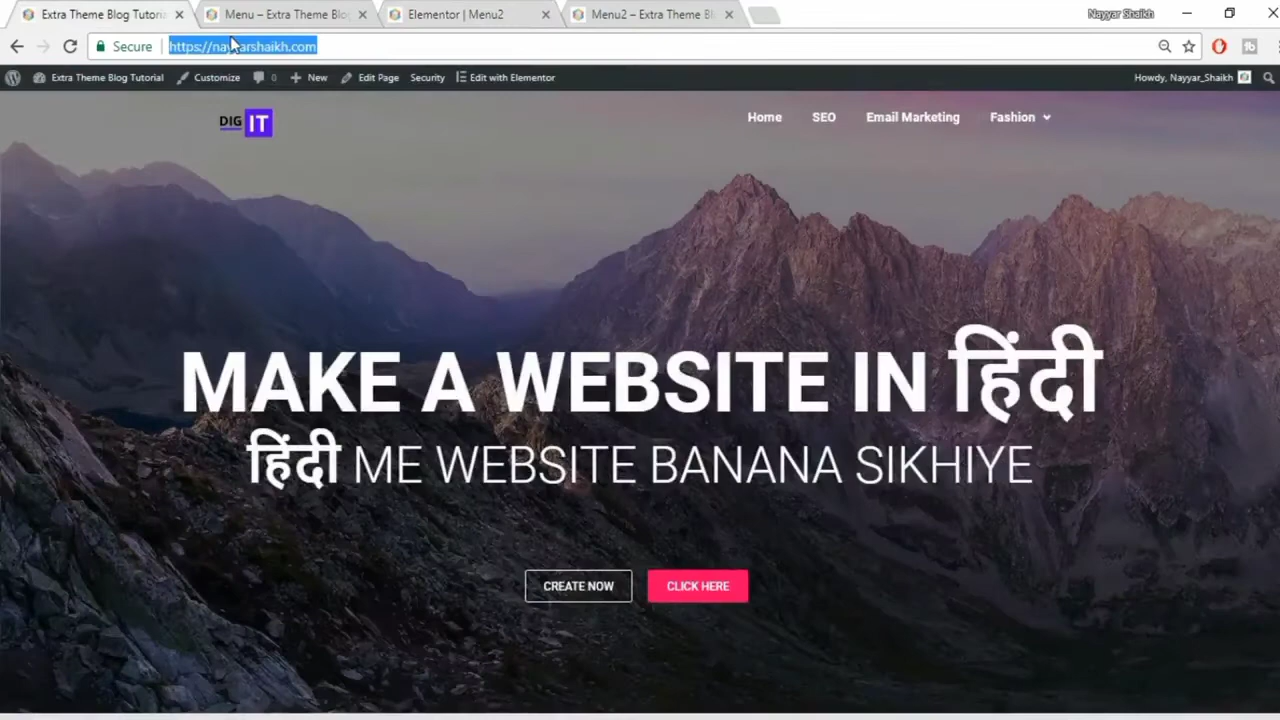 Extra Theme Blog Tutoria
Menu – Extra Theme Blo
Elementor | Menu2
Menu2 – Extra Theme Bl
Nayyar Shaikh
Secure
https://nayyarshaikh.com
Extra Theme Blog Tutorial
Customize
0
New
Edit Page
Security
Edit with Elementor
Howdy, Nayyar_Shaikh
DIG IT
Home
SEO
Email Marketing
Fashion
MAKE A WEBSITE IN हिंदी
हिंदी ME WEBSITE BANANA SIKHIYE
CREATE NOW
CLICK HERE